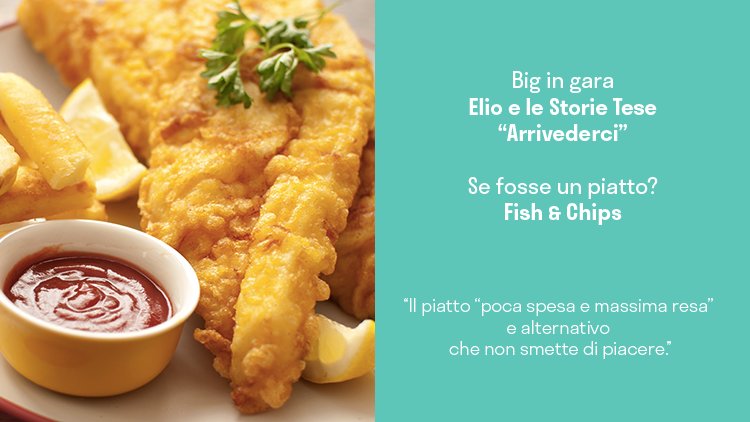 Big in gara
Elio e le Storie Tese
“Arrivederci”
Se fosse un piatto?
Fish & Chips
“Il piatto “poca spesa e massima resa”
e alternativo
che non smette di piacere.”